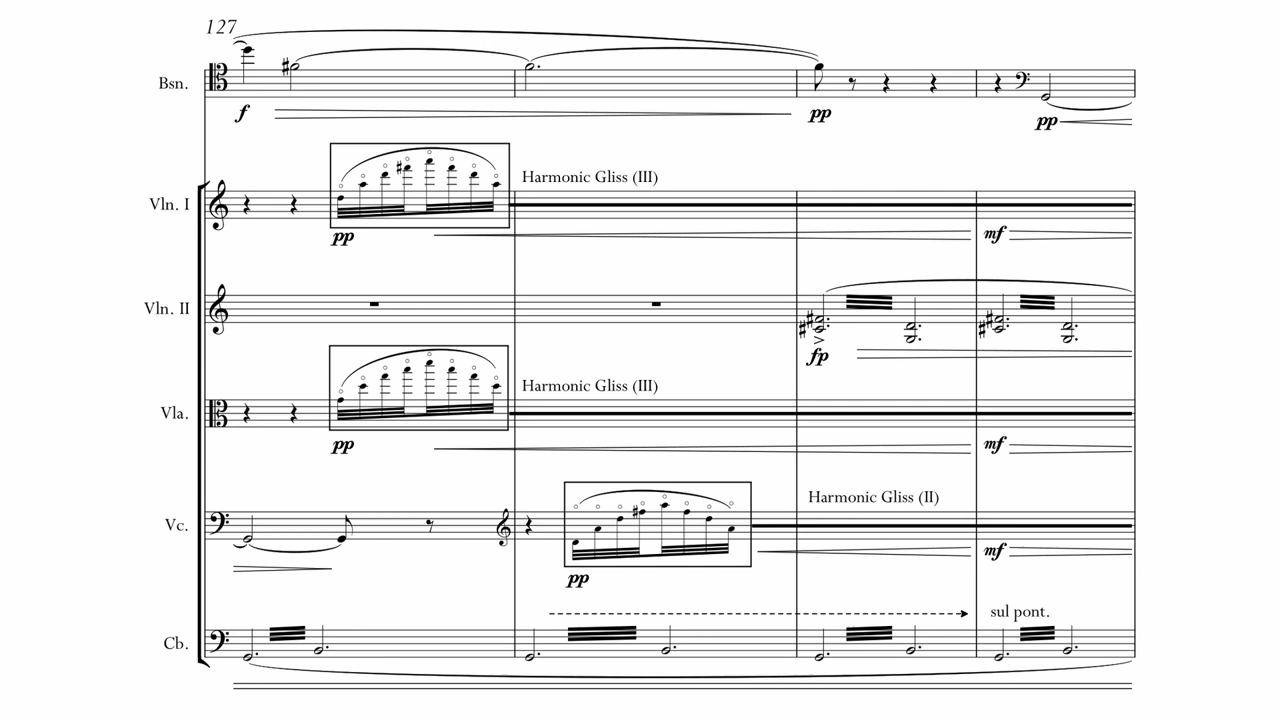 127
Bsn.
f
pp
pp
Harmonic Gliss (III)
Vln. I
pp
mf
Vln. II
fp
Harmonic Gliss (III)
Vla.
pp
mf
Harmonic Gliss (II)
Vc.
pp
mf
sul pont.
Cb.